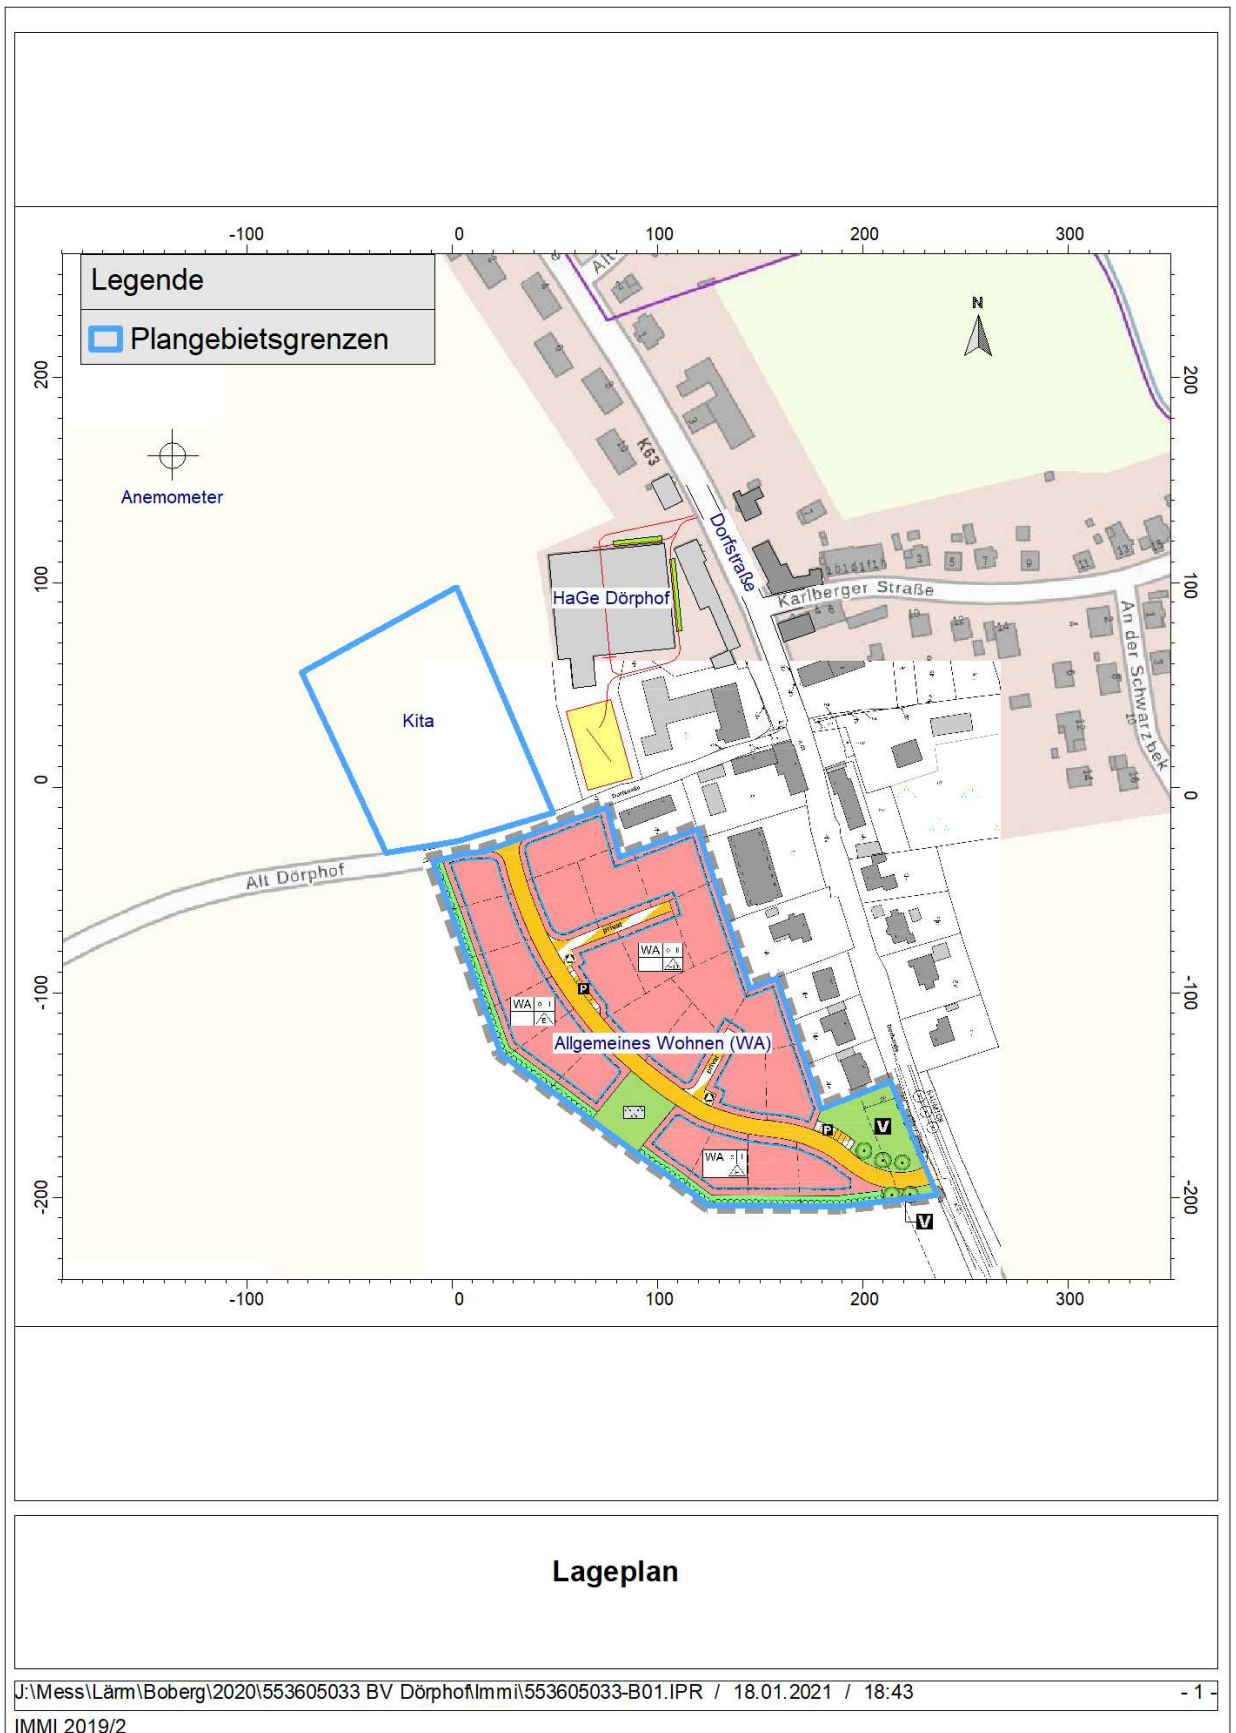 -100 0 100 200 300
Legende
Plangebietsgrenzen
N
200
200
K63
Anemometer
Dorfstraße
100
100
HaGe Dörphof
Karlberger Straße
An der Schwarzbek
Kita
0
0
Alt Dörphof
privat
WA o II
P
WA o I
E
Allgemeines Wohnen (WA)
privat
-100
-100
V
P
WA o I
-200
-200
V
-100 0 100 200 300
Lageplan
J:\Mess\Lärm\Boberg\2020\553605033 BV Dörphof\Immi\553605033-B01.IPR / 18.01.2021 / 18:43
- 1 -
IMMI 2019/2